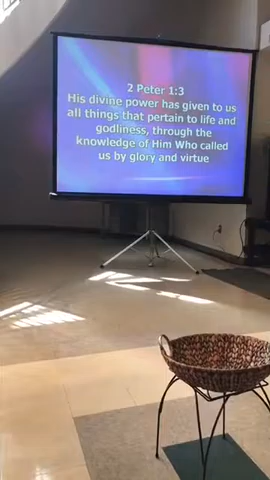 2 Peter 1:3
His divine power has given to us
all things that pertain to life and
godliness, through the
knowledge of Him Who called
us by glory and virtue